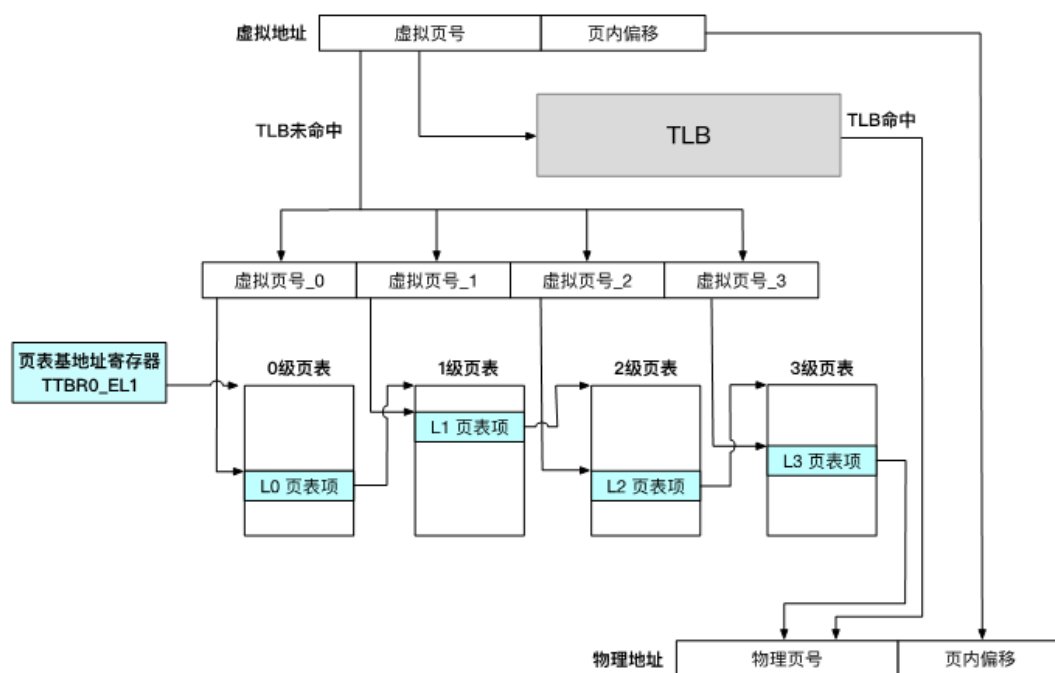 虚拟地址
虚拟页号
页内偏移
TLB未命中
TLB
TLB命中
虚拟页号_0
虚拟页号_1
虚拟页号_2
虚拟页号_3
页表基地址寄存器
TTBR0_EL1
0级页表
1级页表
2级页表
3级页表
L0 页表项
L1 页表项
L2 页表项
L3 页表项
物理地址
物理页号
页内偏移